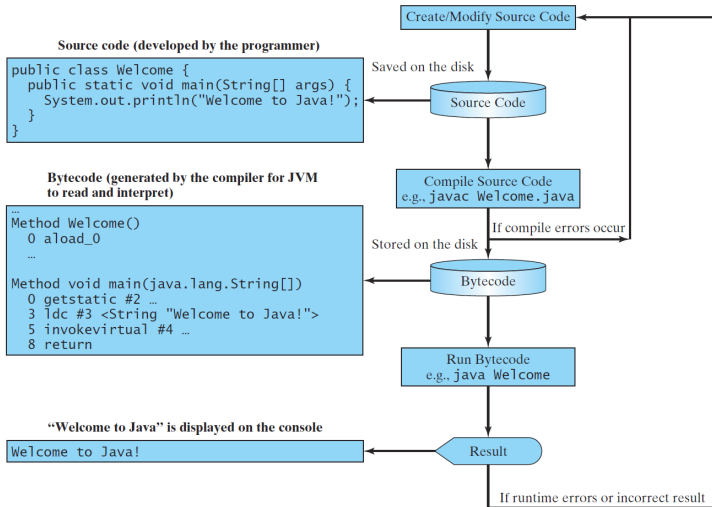 Create/Modify Source Code
Source code (developed by the programmer)
public class Welcome {
  public static void main(String[] args) {
    System.out.println("Welcome to Java!");
  }
}
Saved on the disk
Source Code
Bytecode (generated by the compiler for JVM
to read and interpret)
…
Method Welcome()
  0 aload_0
  …
Method void main(java.lang.String[])
  0 getstatic #2 …
  3 ldc #3 <String "Welcome to Java!">
  5 invokevirtual #4 …
  8 return
Compile Source Code
e.g., javac Welcome.java
If compile errors occur
Stored on the disk
Bytecode
Run Bytecode
e.g., java Welcome
“Welcome to Java” is displayed on the console
Welcome to Java!
Result
If runtime errors or incorrect result